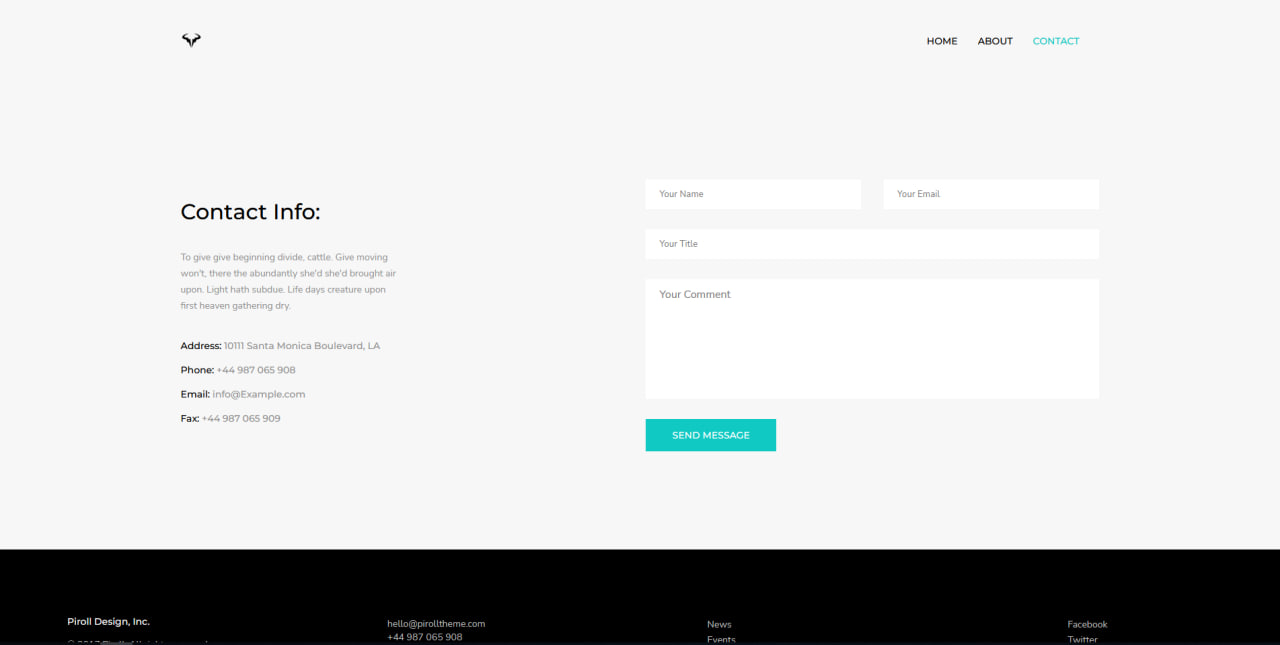 HOME ABOUT CONTACT
Contact Info:
To give give beginning divide, cattle. Give moving
won't, there the abundantly she'd she'd brought air
upon. Light hath subdue. Life days creature upon
first heaven gathering dry.
Address: 10111 Santa Monica Boulevard, LA
Phone: +44 987 065 908
Email: info@Example.com
Fax: +44 987 065 909
Your Name
Your Email
Your Title
Your Comment
SEND MESSAGE
Piroll Design, Inc.
hello@pirolltheme.com
+44 987 065 908
News
Events
Facebook
Twitter